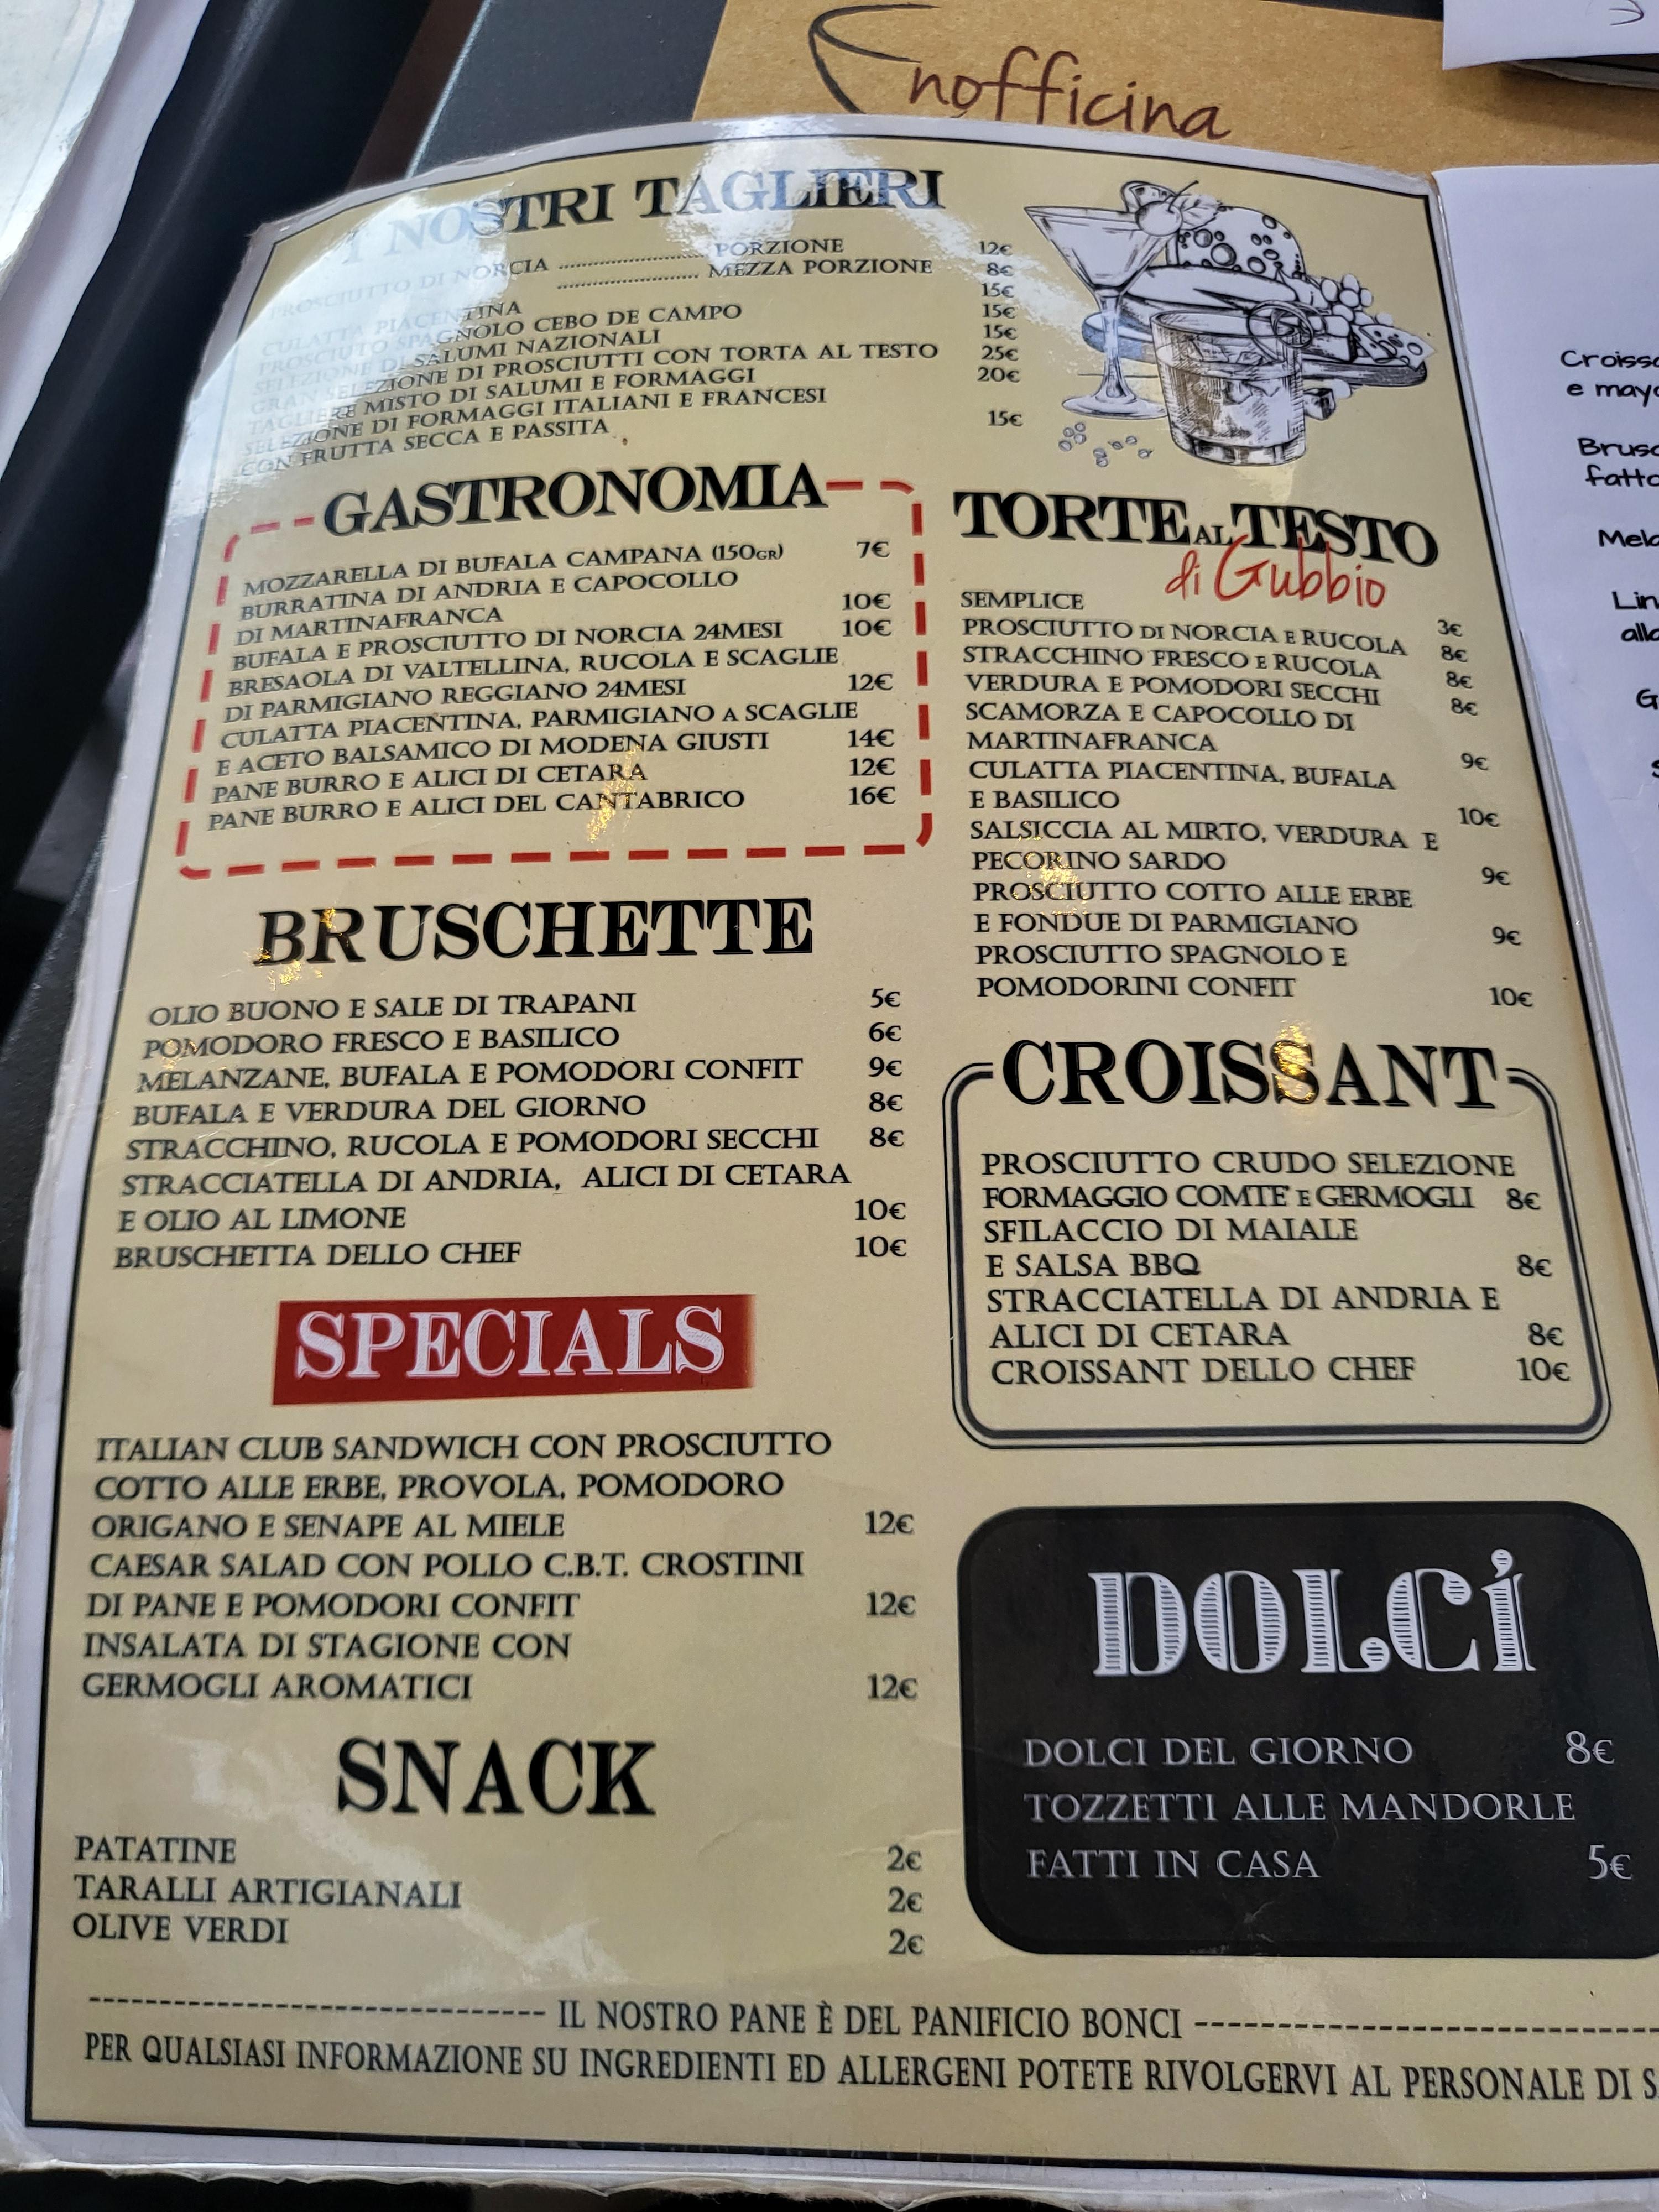 Enofficina
I NOSTRI TAGLIERI
PROSCIUTTO DI NORCIA ........................ PORZIONE 12€
........................ MEZZA PORZIONE 8€
CULATTA PIACENTINA 15€
PROSCIUTO SPAGNOLO CEBO DE CAMPO 15€
SELEZIONE DI SALUMI NAZIONALI 15€
GRAN SELEZIONE DI PROSCIUTTI CON TORTA AL TESTO 25€
TAGLIERE MISTO DI SALUMI E FORMAGGI 20€
SELEZIONE DI FORMAGGI ITALIANI E FRANCESI
CON FRUTTA SECCA E PASSITA 15€
GASTRONOMIA
MOZZARELLA DI BUFALA CAMPANA (150GR) 7€
BURRATINA DI ANDRIA E CAPOCOLLO
DI MARTINAFRANCA 10€
BUFALA E PROSCIUTTO DI NORCIA 24MESI 10€
BRESAOLA DI VALTELLINA, RUCOLA E SCAGLIE
DI PARMIGIANO REGGIANO 24MESI 12€
CULATTA PIACENTINA, PARMIGIANO A SCAGLIE
E ACETO BALSAMICO DI MODENA GIUSTI 14€
PANE BURRO E ALICI DI CETARA 12€
PANE BURRO E ALICI DEL CANTABRICO 16€
BRUSCHETTE
OLIO BUONO E SALE DI TRAPANI 5€
POMODORO FRESCO E BASILICO 6€
MELANZANE, BUFALA E POMODORI CONFIT 9€
BUFALA E VERDURA DEL GIORNO 8€
STRACCHINO, RUCOLA E POMODORI SECCHI 8€
STRACCIATELLA DI ANDRIA, ALICI DI CETARA
E OLIO AL LIMONE 10€
BRUSCHETTA DELLO CHEF 10€
SPECIALS
ITALIAN CLUB SANDWICH CON PROSCIUTTO
COTTO ALLE ERBE, PROVOLA, POMODORO
ORIGANO E SENAPE AL MIELE 12€
CAESAR SALAD CON POLLO C.B.T. CROSTINI
DI PANE E POMODORI CONFIT 12€
INSALATA DI STAGIONE CON
GERMOGLI AROMATICI 12€
SNACK
PATATINE 2€
TARALLI ARTIGIANALI 2€
OLIVE VERDI 2€
TORTE AL TESTO
di Gubbio
SEMPLICE 3€
PROSCIUTTO DI NORCIA E RUCOLA 8€
STRACCHINO FRESCO E RUCOLA 8€
VERDURA E POMODORI SECCHI 8€
SCAMORZA E CAPOCOLLO DI
MARTINAFRANCA 9€
CULATTA PIACENTINA, BUFALA
E BASILICO 10€
SALSICCIA AL MIRTO, VERDURA E
PECORINO SARDO 9€
PROSCIUTTO COTTO ALLE ERBE
E FONDUE DI PARMIGIANO 9€
PROSCIUTTO SPAGNOLO E
POMODORINI CONFIT 10€
CROISSANT
PROSCIUTTO CRUDO SELEZIONE
FORMAGGIO COMTE' E GERMOGLI 8€
SFILACCIO DI MAIALE
E SALSA BBQ 8€
STRACCIATELLA DI ANDRIA E
ALICI DI CETARA 8€
CROISSANT DELLO CHEF 10€
DOLCI
DOLCI DEL GIORNO 8€
TOZZETTI ALLE MANDORLE
FATTI IN CASA 5€
------------------------------- IL NOSTRO PANE È DEL PANIFICIO BONCI -------------------------------
PER QUALSIASI INFORMAZIONE SU INGREDIENTI ED ALLERGENI POTETE RIVOLGERVI AL PERSONALE DI
e